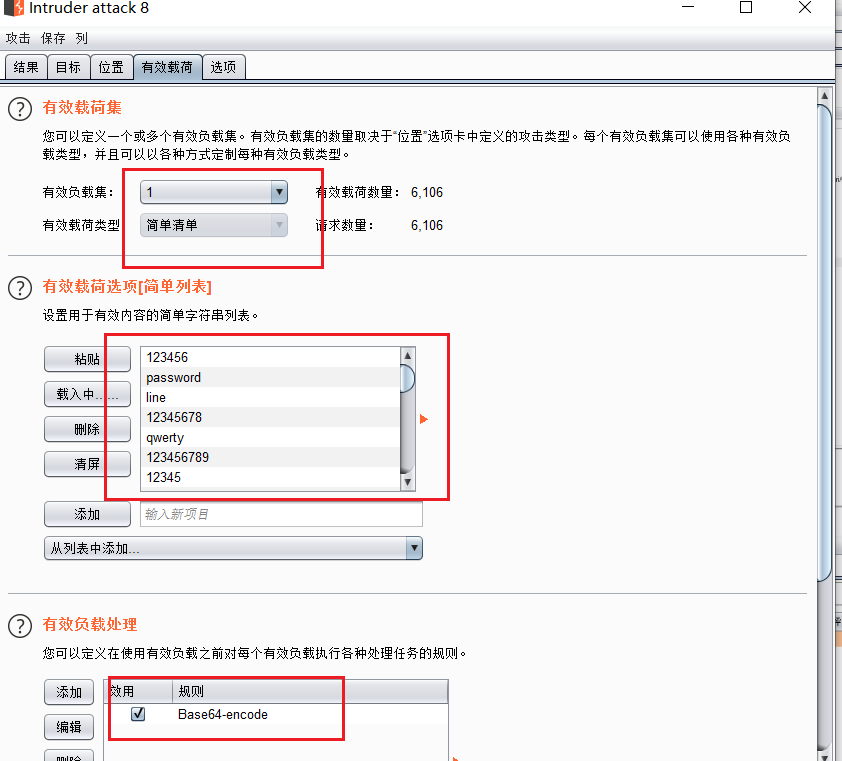 Intruder attack 8
攻击 保存 列
结果 目标 位置 有效载荷 选项
有效载荷集
您可以定义一个或多个有效负载集。有效负载集的数量取决于“位置”选项卡中定义的攻击类型。每个有效负载集可以使用各种有效负
载类型，并且可以以各种方式定制每种有效负载类型。
有效负载集： 1 有效载荷数量： 6,106
有效载荷类型 简单清单 请求数量： 6,106
有效载荷选项[简单列表]
设置用于有效内容的简单字符串列表。
粘贴
载入中……
删除
清屏
123456
password
line
12345678
qwerty
123456789
12345
添加 输入新项目
从列表中添加...
有效负载处理
您可以定义在使用有效负载之前对每个有效负载执行各种处理任务的规则。
添加
编辑
删除
效用 规则
Base64-encode